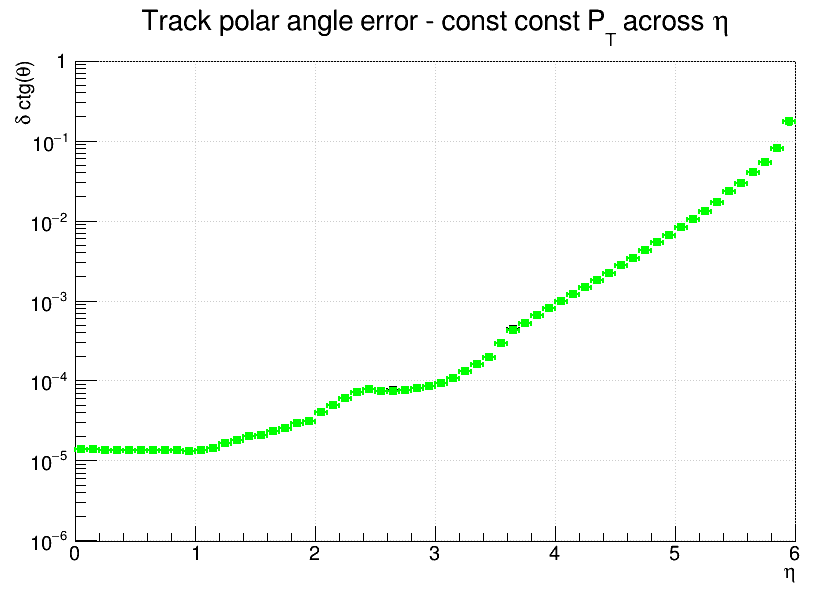 Track polar angle error - const const P_T across η
δ ctg(θ)
1
10⁻¹
10⁻²
10⁻³
10⁻⁴
10⁻⁵
10⁻⁶
0 1 2 3 4 5 6
η